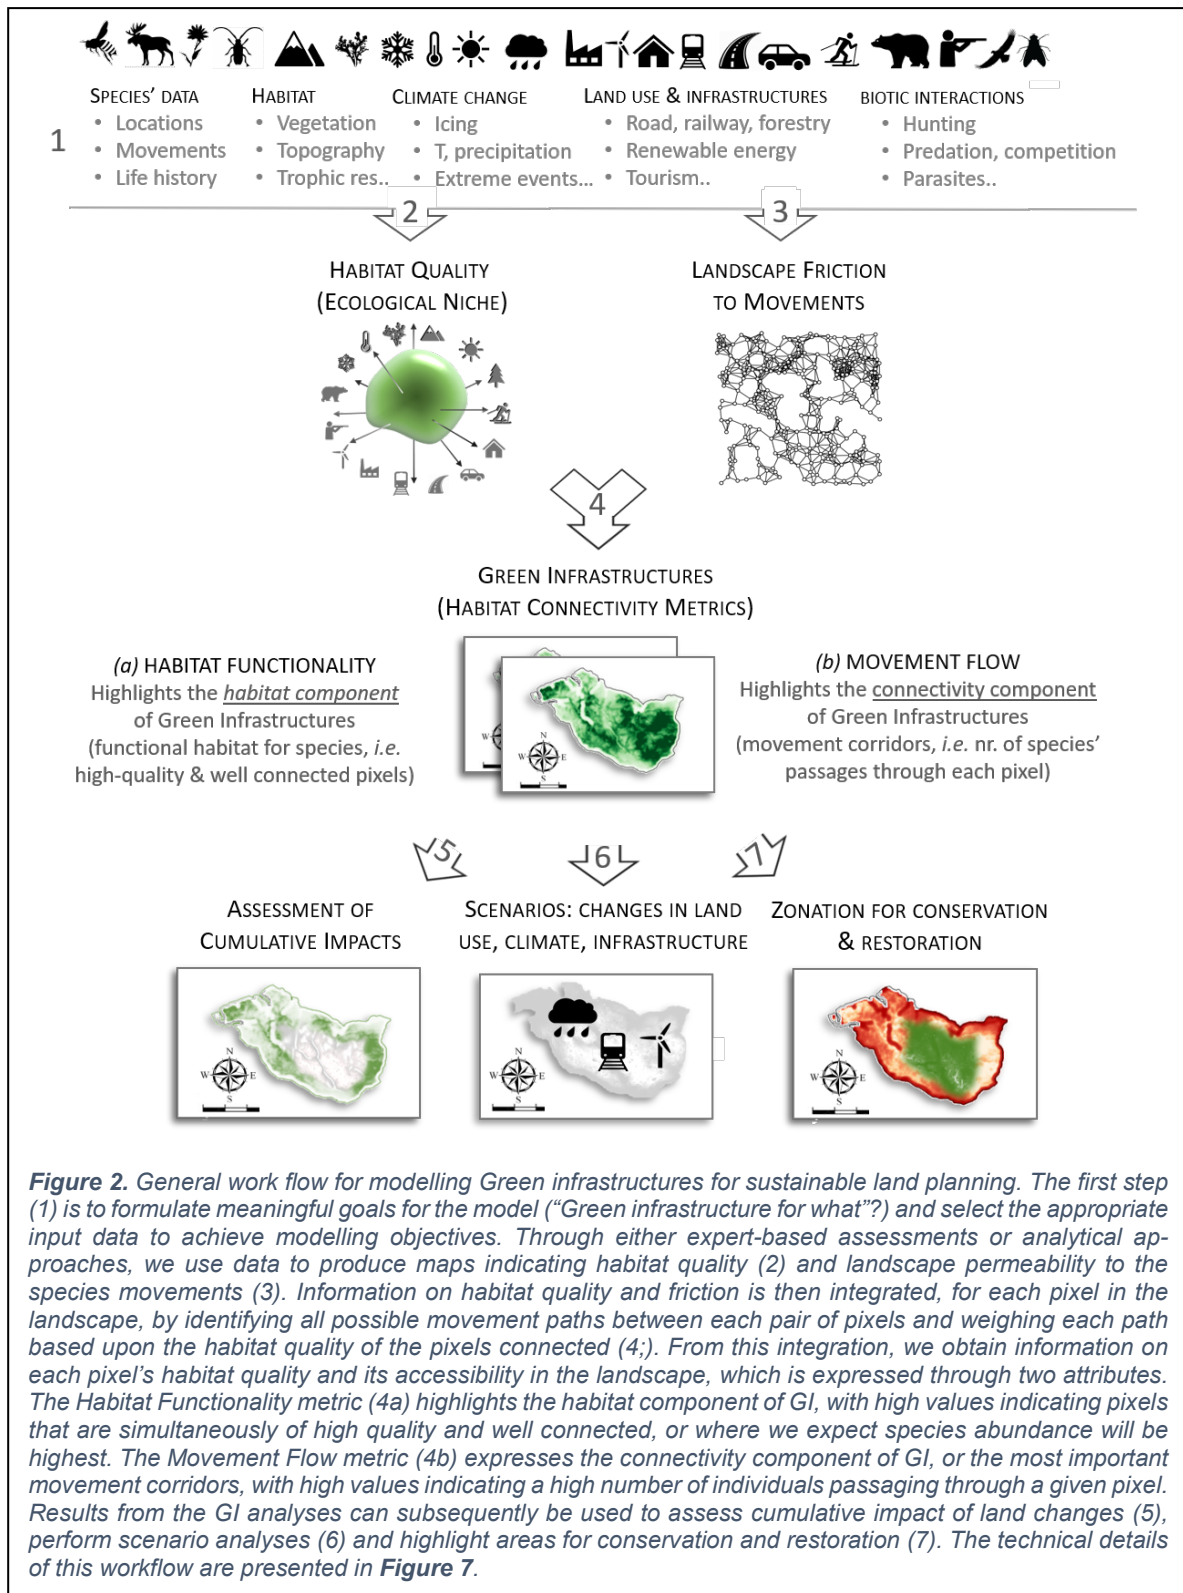 SPECIES' DATA
• Locations
• Movements
• Life history
HABITAT
• Vegetation
• Topography
• Trophic res..
CLIMATE CHANGE
• Icing
• T, precipitation
• Extreme events...
LAND USE & INFRASTRUCTURES
• Road, railway, forestry
• Renewable energy
• Tourism..
BIOTIC INTERACTIONS
• Hunting
• Predation, competition
• Parasites..
1
2
3
HABITAT QUALITY
(ECOLOGICAL NICHE)
LANDSCAPE FRICTION
TO MOVEMENTS
4
GREEN INFRASTRUCTURES
(HABITAT CONNECTIVITY METRICS)
(a) HABITAT FUNCTIONALITY
Highlights the habitat component
of Green Infrastructures
(functional habitat for species, i.e.
high-quality & well connected pixels)
N
W E
S
(b) MOVEMENT FLOW
Highlights the connectivity component
of Green Infrastructures
(movement corridors, i.e. nr. of species'
passages through each pixel)
5
6
7
ASSESSMENT OF
CUMULATIVE IMPACTS
N
W E
S
SCENARIOS: CHANGES IN LAND
USE, CLIMATE, INFRASTRUCTURE
N
W E
S
ZONATION FOR CONSERVATION
& RESTORATION
N
W E
S
Figure 2. General work flow for modelling Green infrastructures for sustainable land planning. The first step
(1) is to formulate meaningful goals for the model ("Green infrastructure for what"?) and select the appropriate
input data to achieve modelling objectives. Through either expert-based assessments or analytical ap-
proaches, we use data to produce maps indicating habitat quality (2) and landscape permeability to the
species movements (3). Information on habitat quality and friction is then integrated, for each pixel in the
landscape, by identifying all possible movement paths between each pair of pixels and weighing each path
based upon the habitat quality of the pixels connected (4;). From this integration, we obtain information on
each pixel's habitat quality and its accessibility in the landscape, which is expressed through two attributes.
The Habitat Functionality metric (4a) highlights the habitat component of GI, with high values indicating pixels
that are simultaneously of high quality and well connected, or where we expect species abundance will be
highest. The Movement Flow metric (4b) expresses the connectivity component of GI, or the most important
movement corridors, with high values indicating a high number of individuals passaging through a given pixel.
Results from the GI analyses can subsequently be used to assess cumulative impact of land changes (5),
perform scenario analyses (6) and highlight areas for conservation and restoration (7). The technical details
of this workflow are presented in Figure 7.